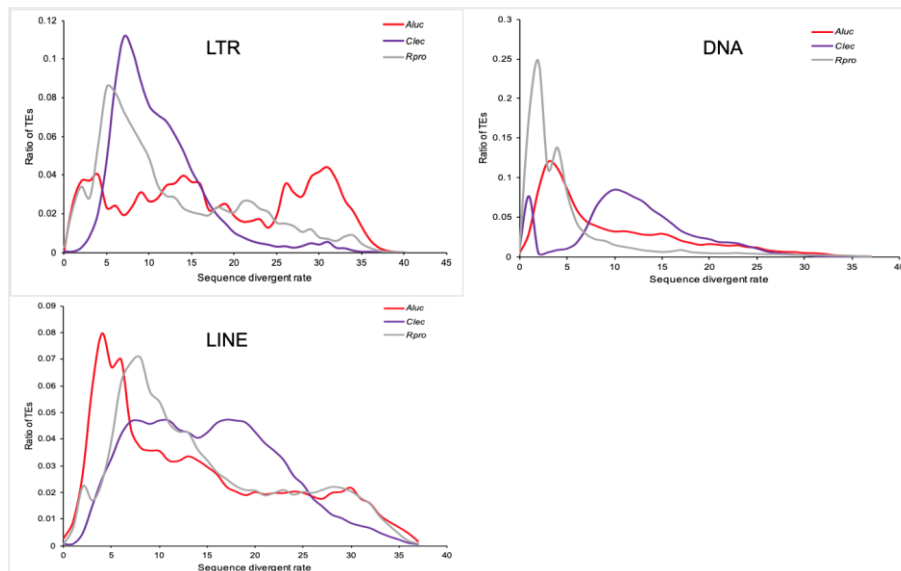 LTR
Aluc
Clec
Rpro
Ratio of TEs
0.12
0.1
0.08
0.06
0.04
0.02
0
0 5 10 15 20 25 30 35 40 45
Sequence divergent rate
DNA
Aluc
Clec
Rpro
Ratio of TEs
0.3
0.25
0.2
0.15
0.1
0.05
0
0 5 10 15 20 25 30 35 40
Sequence divergent rate
LINE
Aluc
Clec
Rpro
Ratio of TEs
0.09
0.08
0.07
0.06
0.05
0.04
0.03
0.02
0.01
0
0 5 10 15 20 25 30 35 40
Sequence divergent rate